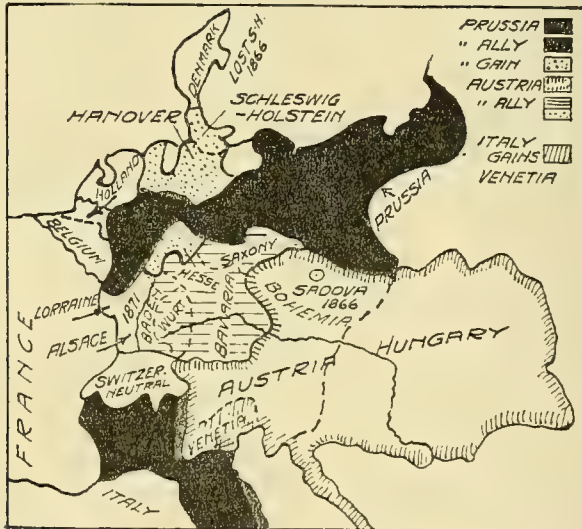 PRUSSIA
" ALLY
" GAIN
AUSTRIA
" ALLY
ITALY
GAINS
VENETIA
DENMARK
LOST S.H.
1866
HANOVER
SCHLESWIG
-HOLSTEIN
HOLLAND
BELGIUM
PRUSSIA
SAXONY
HESSE
SADOVA
1866
BOHEMIA
LORRAINE
1871
BADEN
WURT.
BAVARIA
ALSACE
HUNGARY
FRANCE
SWITZER.
NEUTRAL
AUSTRIA
VENETIA
ITALY